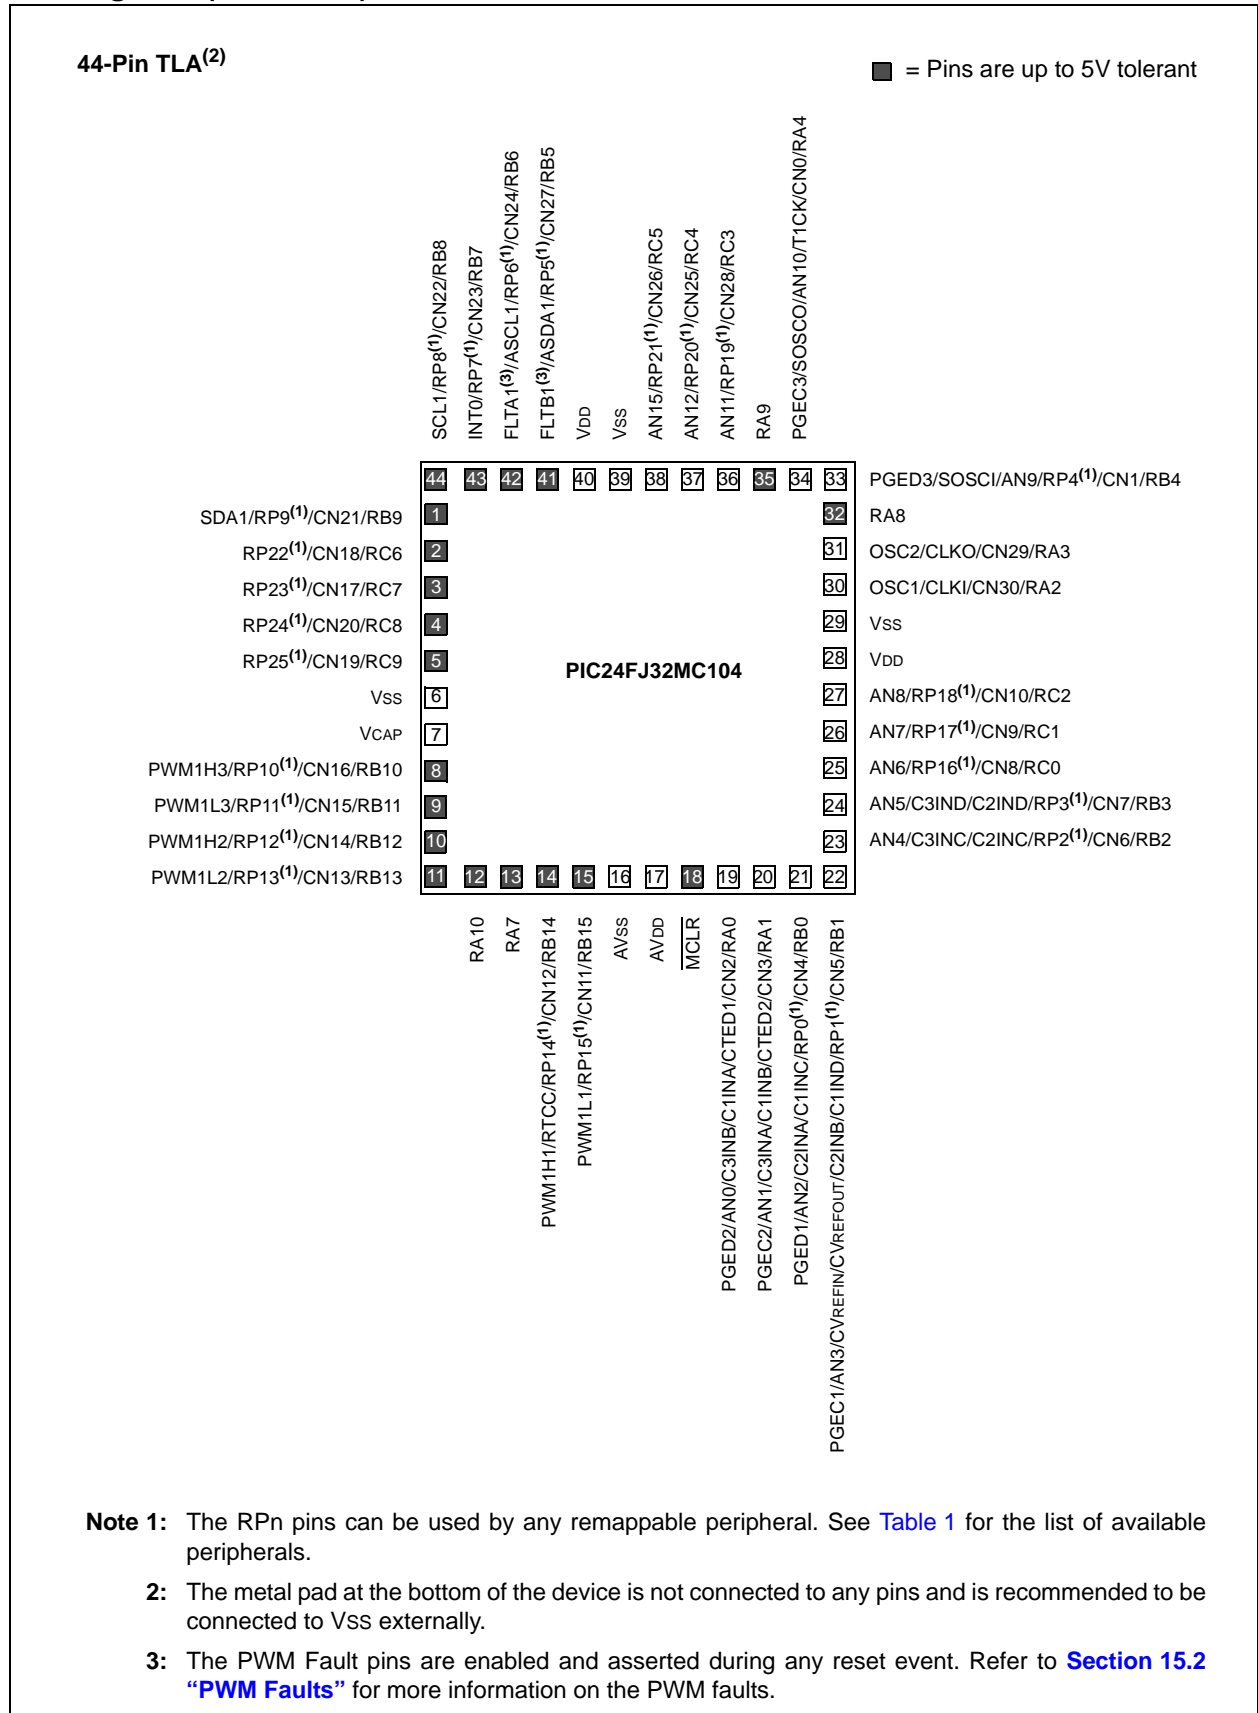 44-Pin TLA(2)
= Pins are up to 5V tolerant
SCL1/RP8(1)/CN22/RB8
INT0/RP7(1)/CN23/RB7
FLTA1(3)/ASCL1/RP6(1)/CN24/RB6
FLTB1(3)/ASDA1/RP5(1)/CN27/RB5
VDD
VSS
AN15/RP21(1)/CN26/RC5
AN12/RP20(1)/CN25/RC4
AN11/RP19(1)/CN28/RC3
RA9
PGEC3/SOSCO/AN10/T1CK/CN0/RA4
44 43 42 41 40 39 38 37 36 35 34 33 PGED3/SOSCI/AN9/RP4(1)/CN1/RB4
SDA1/RP9(1)/CN21/RB9 1 32 RA8
RP22(1)/CN18/RC6 2 31 OSC2/CLKO/CN29/RA3
RP23(1)/CN17/RC7 3 30 OSC1/CLKI/CN30/RA2
RP24(1)/CN20/RC8 4 29 VSS
RP25(1)/CN19/RC9 5 PIC24FJ32MC104 28 VDD
VSS 6 27 AN8/RP18(1)/CN10/RC2
VCAP 7 26 AN7/RP17(1)/CN9/RC1
PWM1H3/RP10(1)/CN16/RB10 8 25 AN6/RP16(1)/CN8/RC0
PWM1L3/RP11(1)/CN15/RB11 9 24 AN5/C3IND/C2IND/RP3(1)/CN7/RB3
PWM1H2/RP12(1)/CN14/RB12 10 23 AN4/C3INC/C2INC/RP2(1)/CN6/RB2
PWM1L2/RP13(1)/CN13/RB13 11 12 13 14 15 16 17 18 19 20 21 22
RA10
RA7
PWM1H1/RTCC/RP14(1)/CN12/RB14
PWM1L1/RP15(1)/CN11/RB15
AVSS
AVDD
MCLR
PGED2/AN0/C3INB/C1INA/CTED1/CN2/RA0
PGEC2/AN1/C3INA/C1INB/CTED2/CN3/RA1
PGED1/AN2/C2INA/C1INC/RP0(1)/CN4/RB0
PGEC1/AN3/CVREFIN/CVREFOUT/C2INB/C1IND/RP1(1)/CN5/RB1
Note 1: The RPn pins can be used by any remappable peripheral. See Table 1 for the list of available
peripherals.
2: The metal pad at the bottom of the device is not connected to any pins and is recommended to be
connected to VSS externally.
3: The PWM Fault pins are enabled and asserted during any reset event. Refer to Section 15.2
“PWM Faults” for more information on the PWM faults.